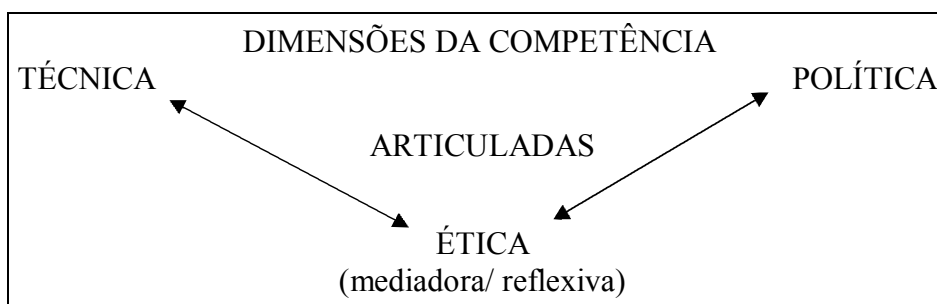 DIMENSÕES DA COMPETÊNCIA
TÉCNICA POLÍTICA
ARTICULADAS
ÉTICA
(mediadora/ reflexiva)